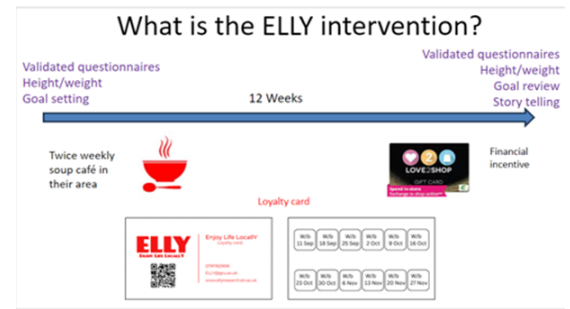 What is the ELLY intervention?
Validated questionnaires
Height/weight
Goal setting
12 Weeks
Validated questionnaires
Height/weight
Goal review
Story telling
Twice weekly
soup café in
their area
LOVE2SHOP
GIFT CARD
Financial
incentive
Loyalty card
ELLY
ENJOY LIFE LOCALLY
Enjoy Life LocallY
Loyalty card
W/b
11 Sep
W/b
18 Sep
W/b
25 Sep
W/b
2 Oct
W/b
9 Oct
W/b
16 Oct
W/b
23 Oct
W/b
30 Oct
W/b
6 Nov
W/b
13 Nov
W/b
20 Nov
W/b
27 Nov